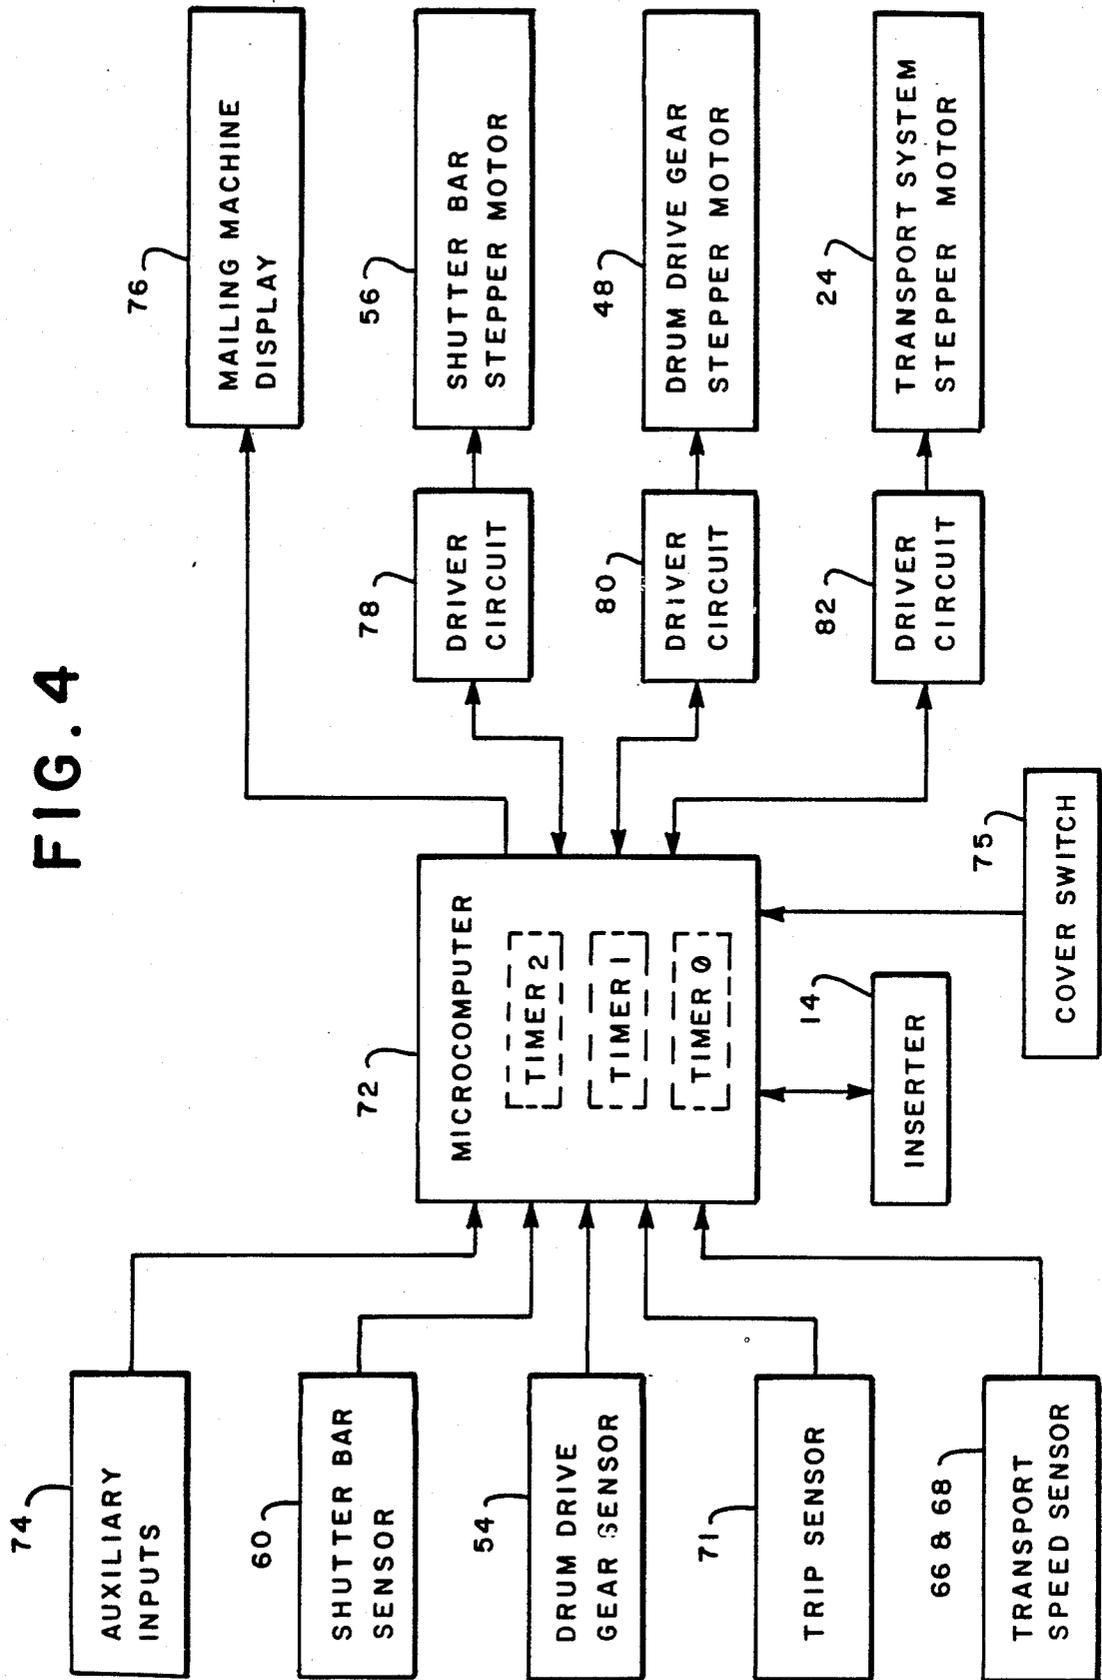 FIG. 4
74
AUXILIARY
INPUTS
60
SHUTTER BAR
SENSOR
54
DRUM DRIVE
GEAR SENSOR
71
TRIP SENSOR
66 & 68
TRANSPORT
SPEED SENSOR
72
MICROCOMPUTER
TIMER 2
TIMER 1
TIMER 0
14
INSERTER
75
COVER SWITCH
78
DRIVER
CIRCUIT
80
DRIVER
CIRCUIT
82
DRIVER
CIRCUIT
76
MAILING MACHINE
DISPLAY
56
SHUTTER BAR
STEPPER MOTOR
48
DRUM DRIVE GEAR
STEPPER MOTOR
24
TRANSPORT SYSTEM
STEPPER MOTOR